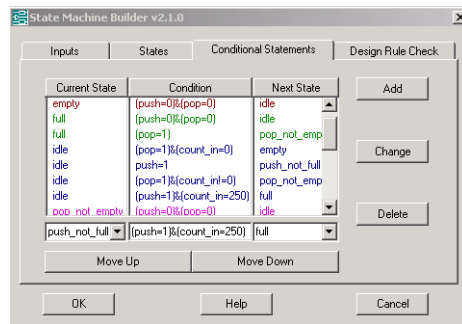 State Machine Builder v2.1.0
Inputs States Conditional Statements Design Rule Check
Current State Condition Next State
empty (push=0)&(pop=0) idle
full (push=0)&(pop=0) idle
full (pop=1) pop_not_emp
idle (pop=1)&(count_in=0) empty
idle push=1 push_not_full
idle (pop=1)&(count_in!=0) pop_not_emp
idle (push=1)&(count_in=250) full
pop_not_empty (push=0)&(pop=0) idle
push_not_full (push=1)&(count_in=250) full
Move Up Move Down
Add
Change
Delete
OK Help Cancel